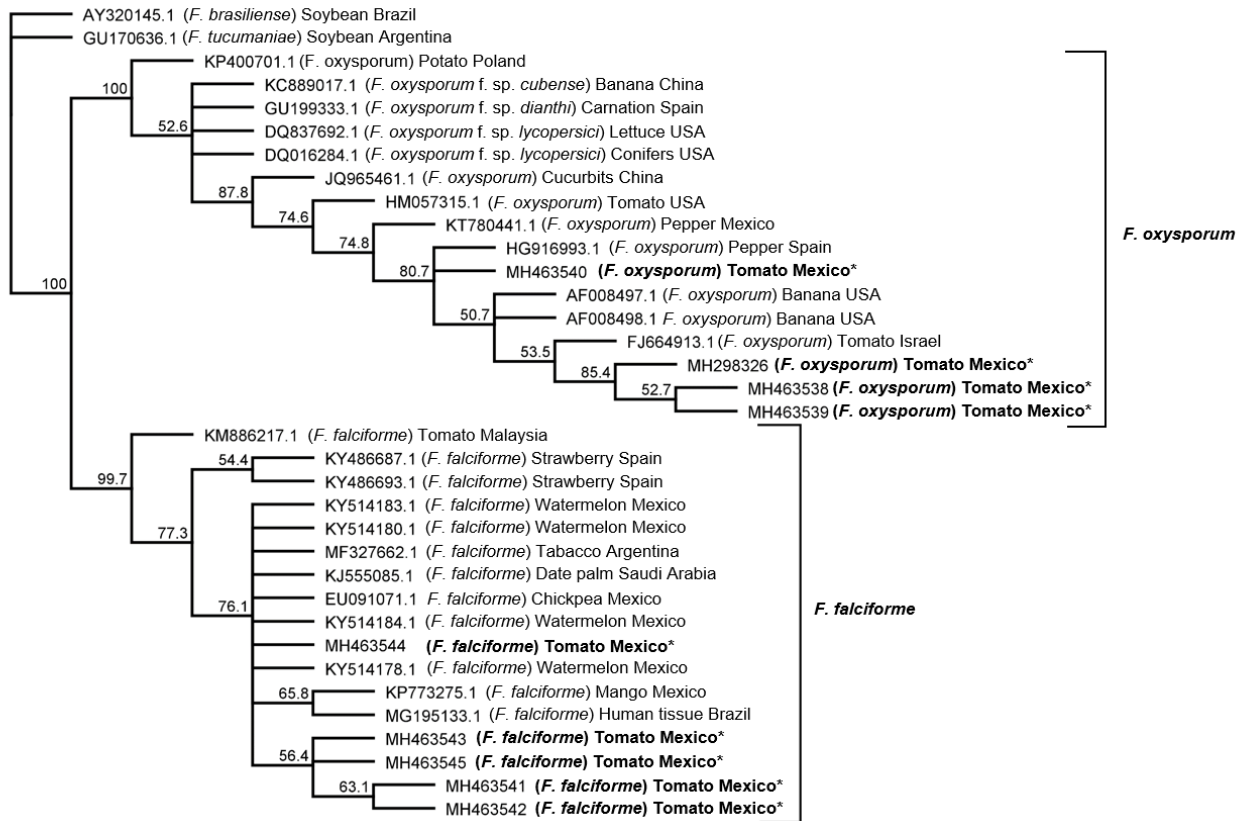 AY320145.1 (F. brasiliense) Soybean Brazil
GU170636.1 (F. tucumaniae) Soybean Argentina
KP400701.1 (F. oxysporum) Potato Poland
100
KC889017.1 (F. oxysporum f. sp. cubense) Banana China
GU199333.1 (F. oxysporum f. sp. dianthi) Carnation Spain
52.6
DQ837692.1 (F. oxysporum f. sp. lycopersici) Lettuce USA
DQ016284.1 (F. oxysporum f. sp. lycopersici) Conifers USA
JQ965461.1 (F. oxysporum) Cucurbits China
87.8
HM057315.1 (F. oxysporum) Tomato USA
74.6
KT780441.1 (F. oxysporum) Pepper Mexico
F. oxysporum
74.8
HG916993.1 (F. oxysporum) Pepper Spain
80.7
MH463540 (F. oxysporum) Tomato Mexico*
100
AF008497.1 (F. oxysporum) Banana USA
50.7
AF008498.1 F. oxysporum) Banana USA
FJ664913.1 (F. oxysporum) Tomato Israel
53.5
MH298326 (F. oxysporum) Tomato Mexico*
85.4
MH463538 (F. oxysporum) Tomato Mexico*
52.7
MH463539 (F. oxysporum) Tomato Mexico*
KM886217.1 (F. falciforme) Tomato Malaysia
54.4
KY486687.1 (F. falciforme) Strawberry Spain
99.7
KY486693.1 (F. falciforme) Strawberry Spain
KY514183.1 (F. falciforme) Watermelon Mexico
77.3
KY514180.1 (F. falciforme) Watermelon Mexico
MF327662.1 (F. falciforme) Tabacco Argentina
KJ555085.1 (F. falciforme) Date palm Saudi Arabia
EU091071.1 F. falciforme) Chickpea Mexico
76.1
F. falciforme
KY514184.1 (F. falciforme) Watermelon Mexico
MH463544 (F. falciforme) Tomato Mexico*
KY514178.1 (F. falciforme) Watermelon Mexico
65.8
KP773275.1 (F. falciforme) Mango Mexico
MG195133.1 (F. falciforme) Human tissue Brazil
MH463543 (F. falciforme) Tomato Mexico*
56.4
MH463545 (F. falciforme) Tomato Mexico*
63.1
MH463541 (F. falciforme) Tomato Mexico*
MH463542 (F. falciforme) Tomato Mexico*